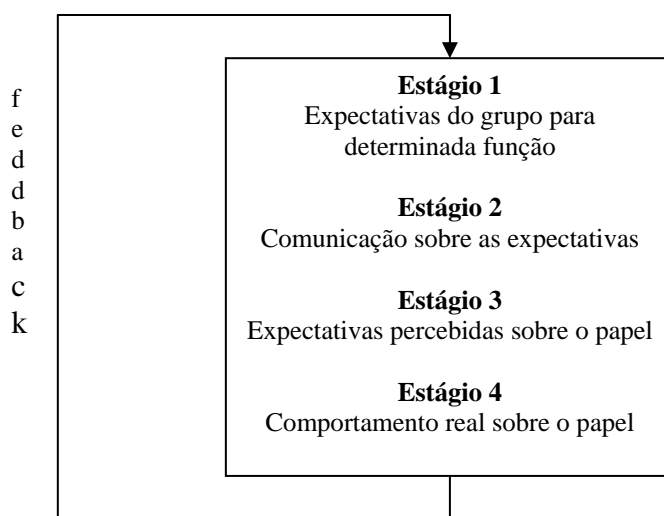 f
e
d
d
b
a
c
k
Estágio 1
Expectativas do grupo para
determinada função
Estágio 2
Comunicação sobre as expectativas
Estágio 3
Expectativas percebidas sobre o papel
Estágio 4
Comportamento real sobre o papel